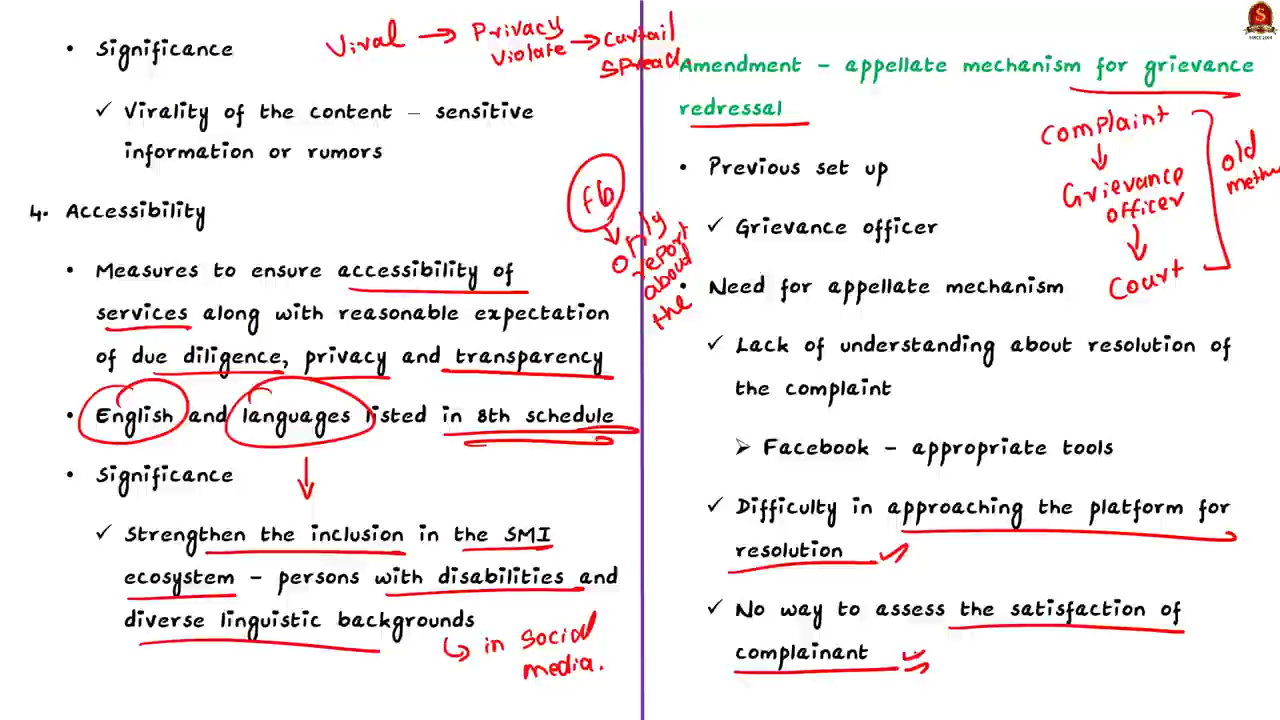 • Significance
✓ Virality of the content – sensitive
information or rumors
4. Accessibility
• Measures to ensure accessibility of
services along with reasonable expectation
of due diligence, privacy and transparency
• English and languages listed in 8th schedule
• Significance
✓ Strengthen the inclusion in the SMI
ecosystem – persons with disabilities and
diverse linguistic backgrounds
↳ in social
media.
Viral → Privacy
Violate → Curtail
Spread.
fb
↓
only
report
about
the
Amendment – appellate mechanism for grievance
redressal
• Previous set up
✓ Grievance officer
• Need for appellate mechanism
✓ Lack of understanding about resolution of
the complaint
➢ Facebook – appropriate tools
✓ Difficulty in approaching the platform for
resolution
✓ No way to assess the satisfaction of
complainant
Complaint
↓
Grievance
officer
↓
Court
old
S
SINCE 2004